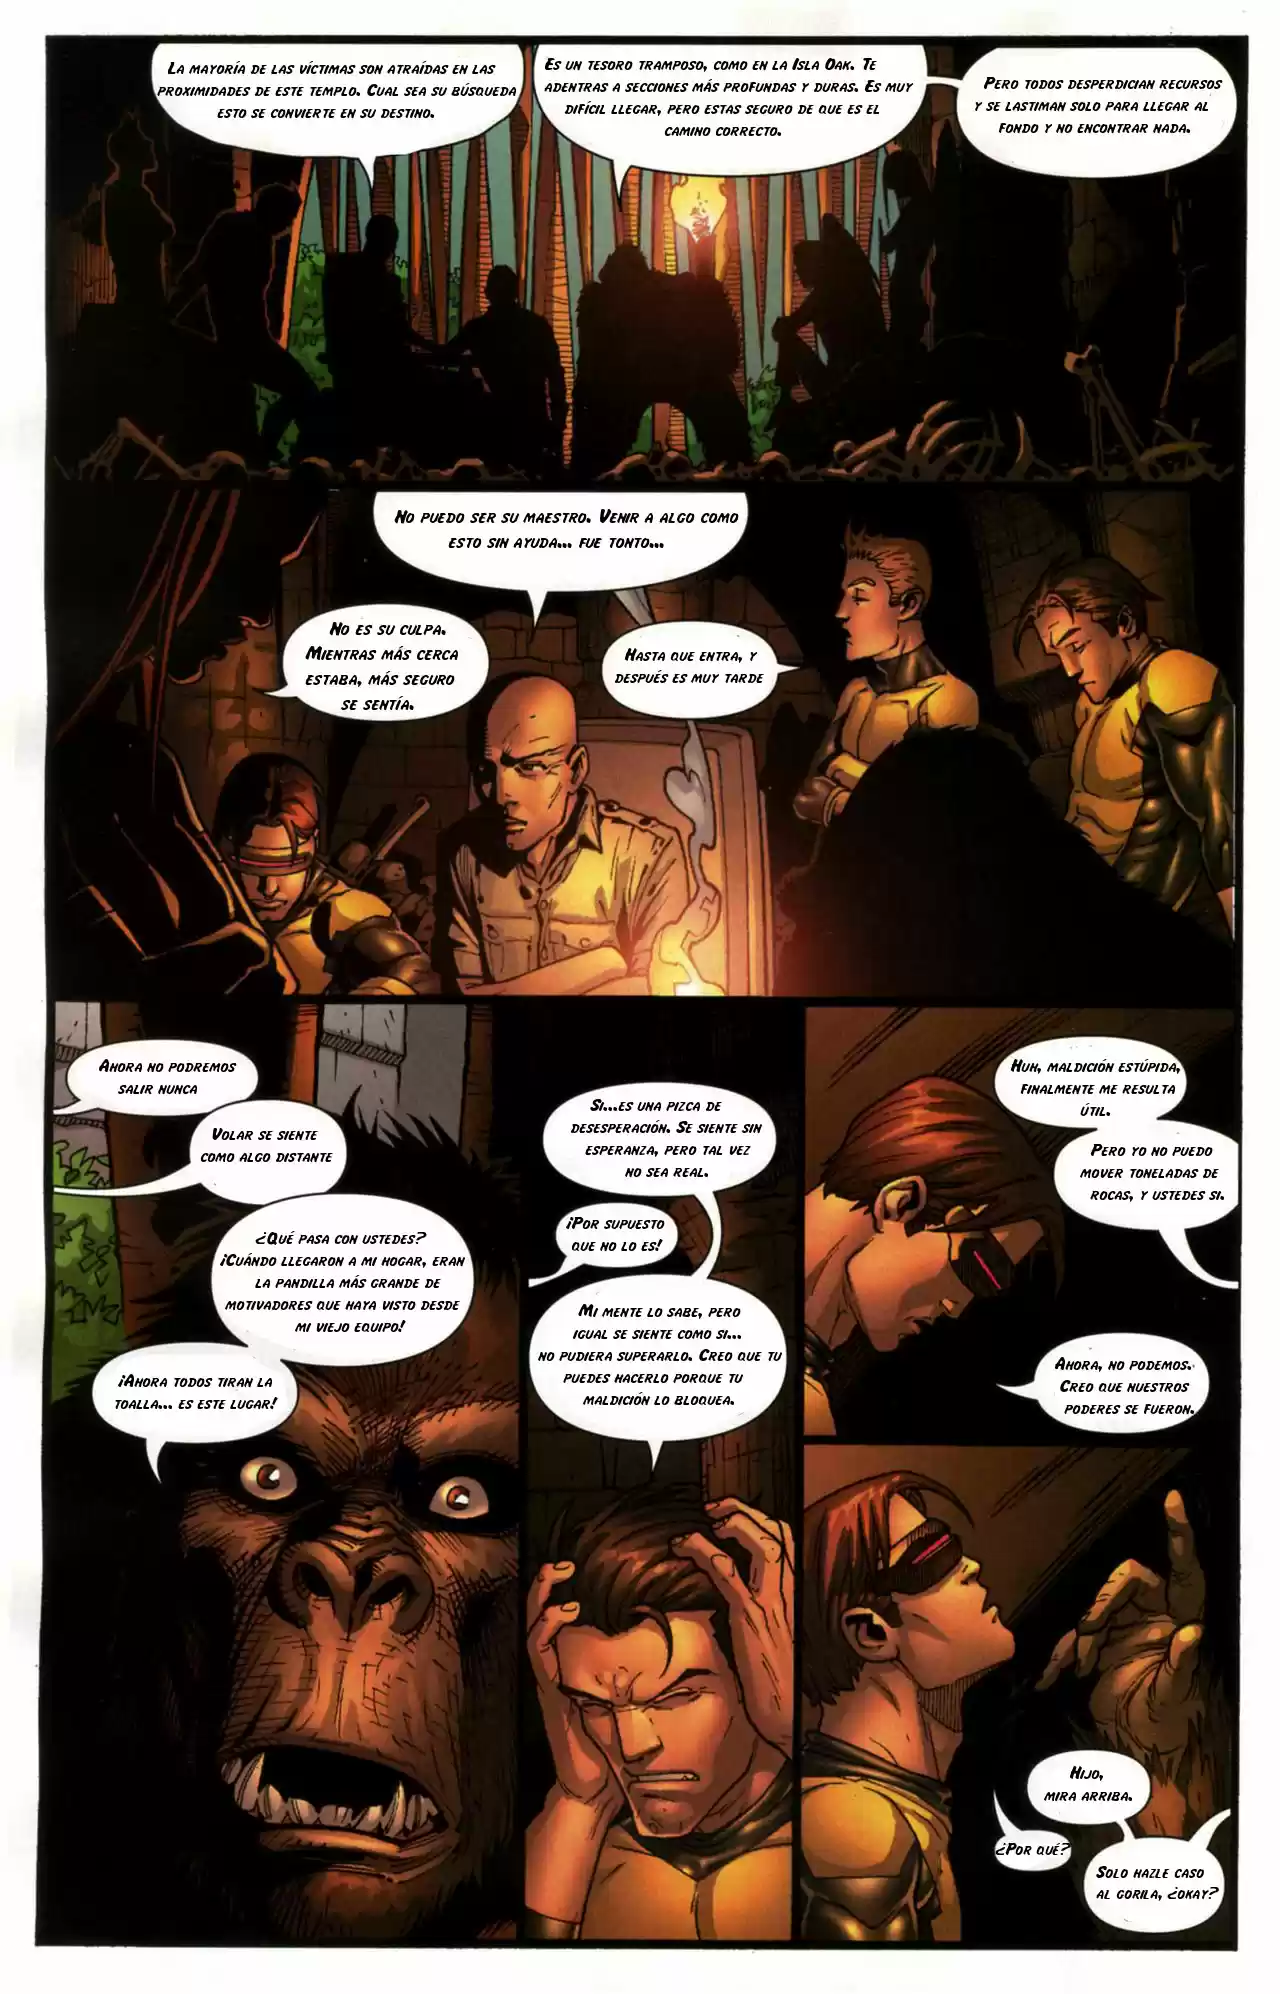 La mayoría de las víctimas son atraídas en las
proximidades de este templo. Cual sea su búsqueda
esto se convierte en su destino.
Es un tesoro tramposo, como en la Isla Oak. Te
adentras a secciones más profundas y duras. Es muy
difícil llegar, pero estas seguro de que es el
camino correcto.
Pero todos desperdician recursos
y se lastiman solo para llegar al
fondo y no encontrar nada.
No puedo ser su maestro. Venir a algo como
esto sin ayuda... fue tonto...
No es su culpa.
Mientras más cerca
estaba, más seguro
se sentía.
Hasta que entra, y
después es muy tarde
Ahora no podremos
salir nunca
Volar se siente
como algo distante
¿Qué pasa con ustedes?
¡Cuándo llegaron a mi hogar, eran
la pandilla más grande de
motivadores que haya visto desde
mi viejo equipo!
¡Ahora todos tiran la
toalla... es este lugar!
Si...es una pizca de
desesperación. Se siente sin
esperanza, pero tal vez
no sea real.
¡Por supuesto
que no lo es!
Mi mente lo sabe, pero
igual se siente como si...
no pudiera superarlo. Creo que tu
puedes hacerlo porque tu
maldición lo bloquea.
Huh, maldición estúpida,
finalmente me resulta
útil.
Pero yo no puedo
mover toneladas de
rocas, y ustedes si.
Ahora, no podemos.
Creo que nuestros
poderes se fueron.
Hijo,
mira arriba.
¿Por qué?
Solo hazle caso
al gorila, ¿okay?